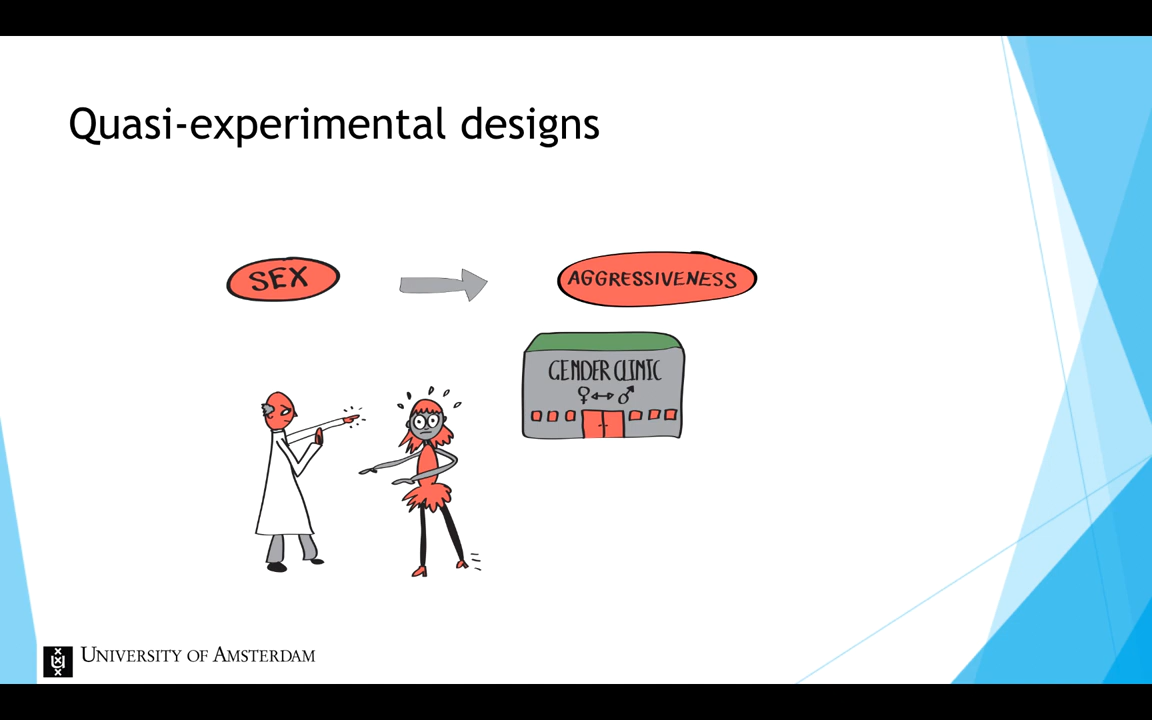 Quasi-experimental designs
SEX
AGGRESSIVENESS
GENDER CLINIC
UNIVERSITY OF AMSTERDAM